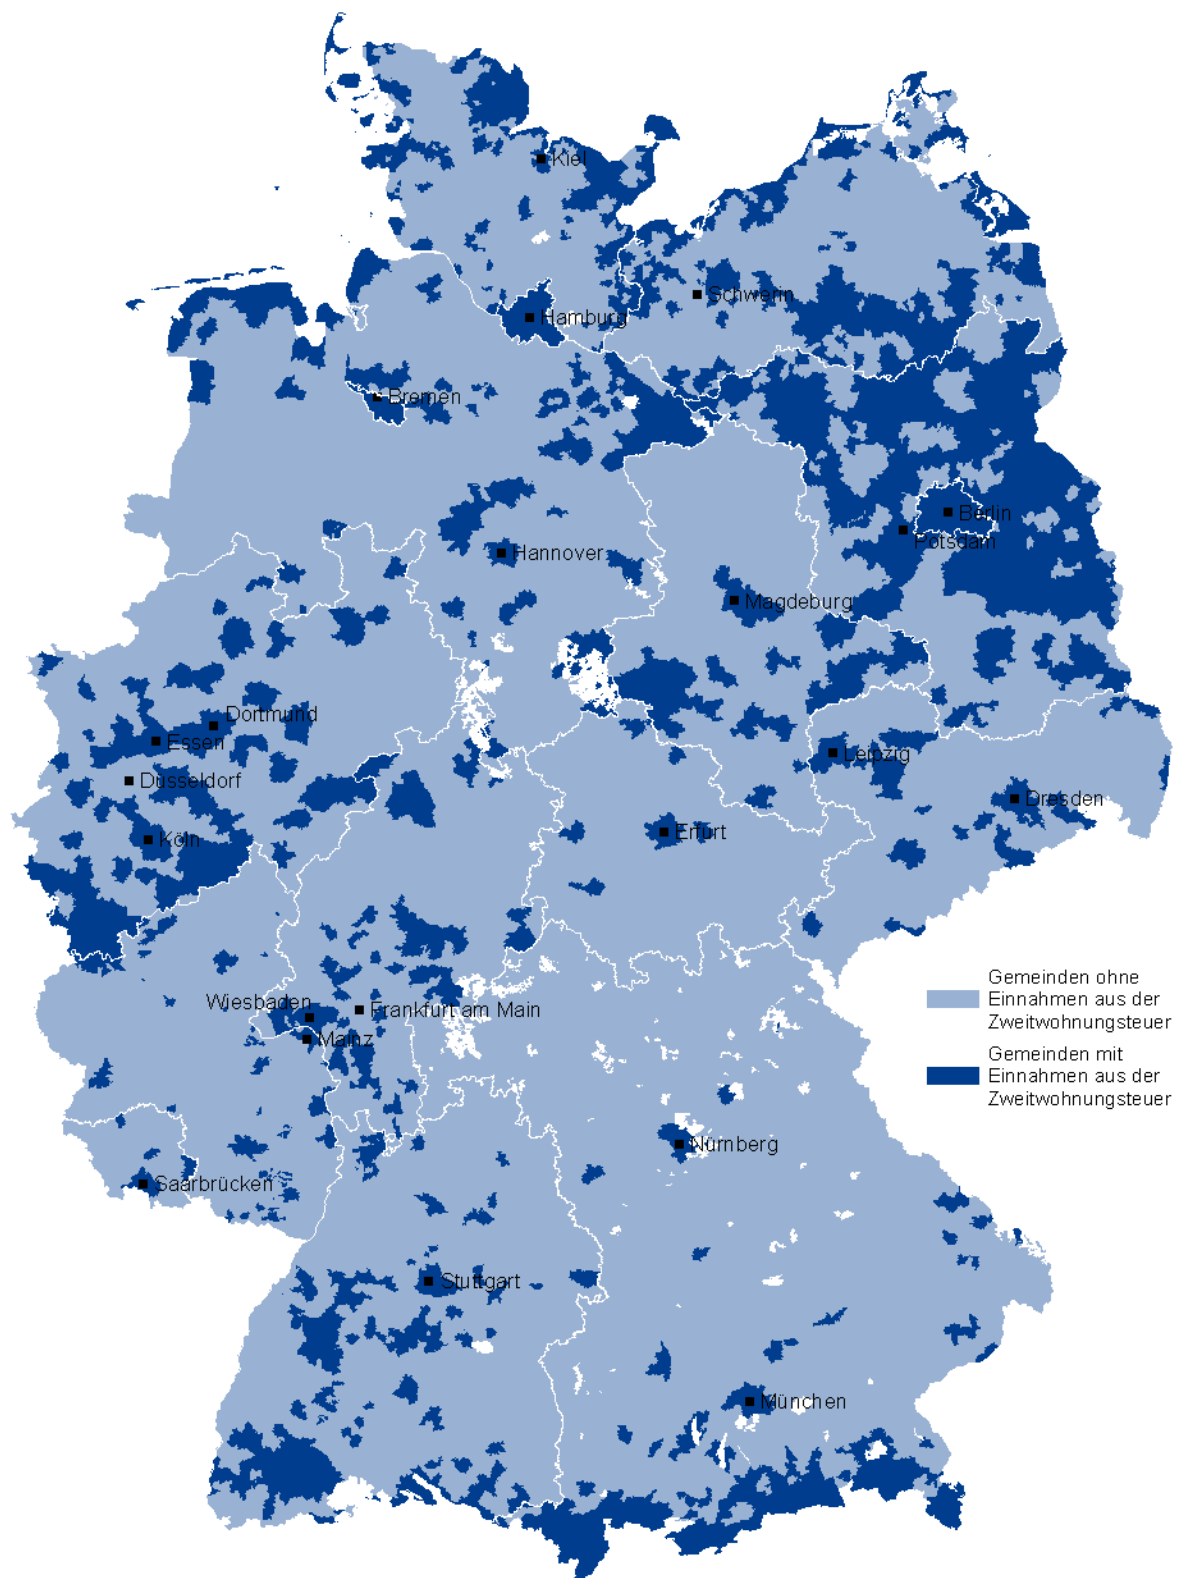 Kiel
Schwerin
Hamburg
Bremen
Berlin
Potsdam
Hannover
Magdeburg
Dortmund
Essen
Leipzig
Düsseldorf
Dresden
Köln
Erfurt
Gemeinden ohne
Einnahmen aus der
Zweitwohnungsteuer
Wiesbaden
Frankfurt am Main
Mainz
Gemeinden mit
Einnahmen aus der
Zweitwohnungsteuer
Nürnberg
Saarbrücken
Stuttgart
München